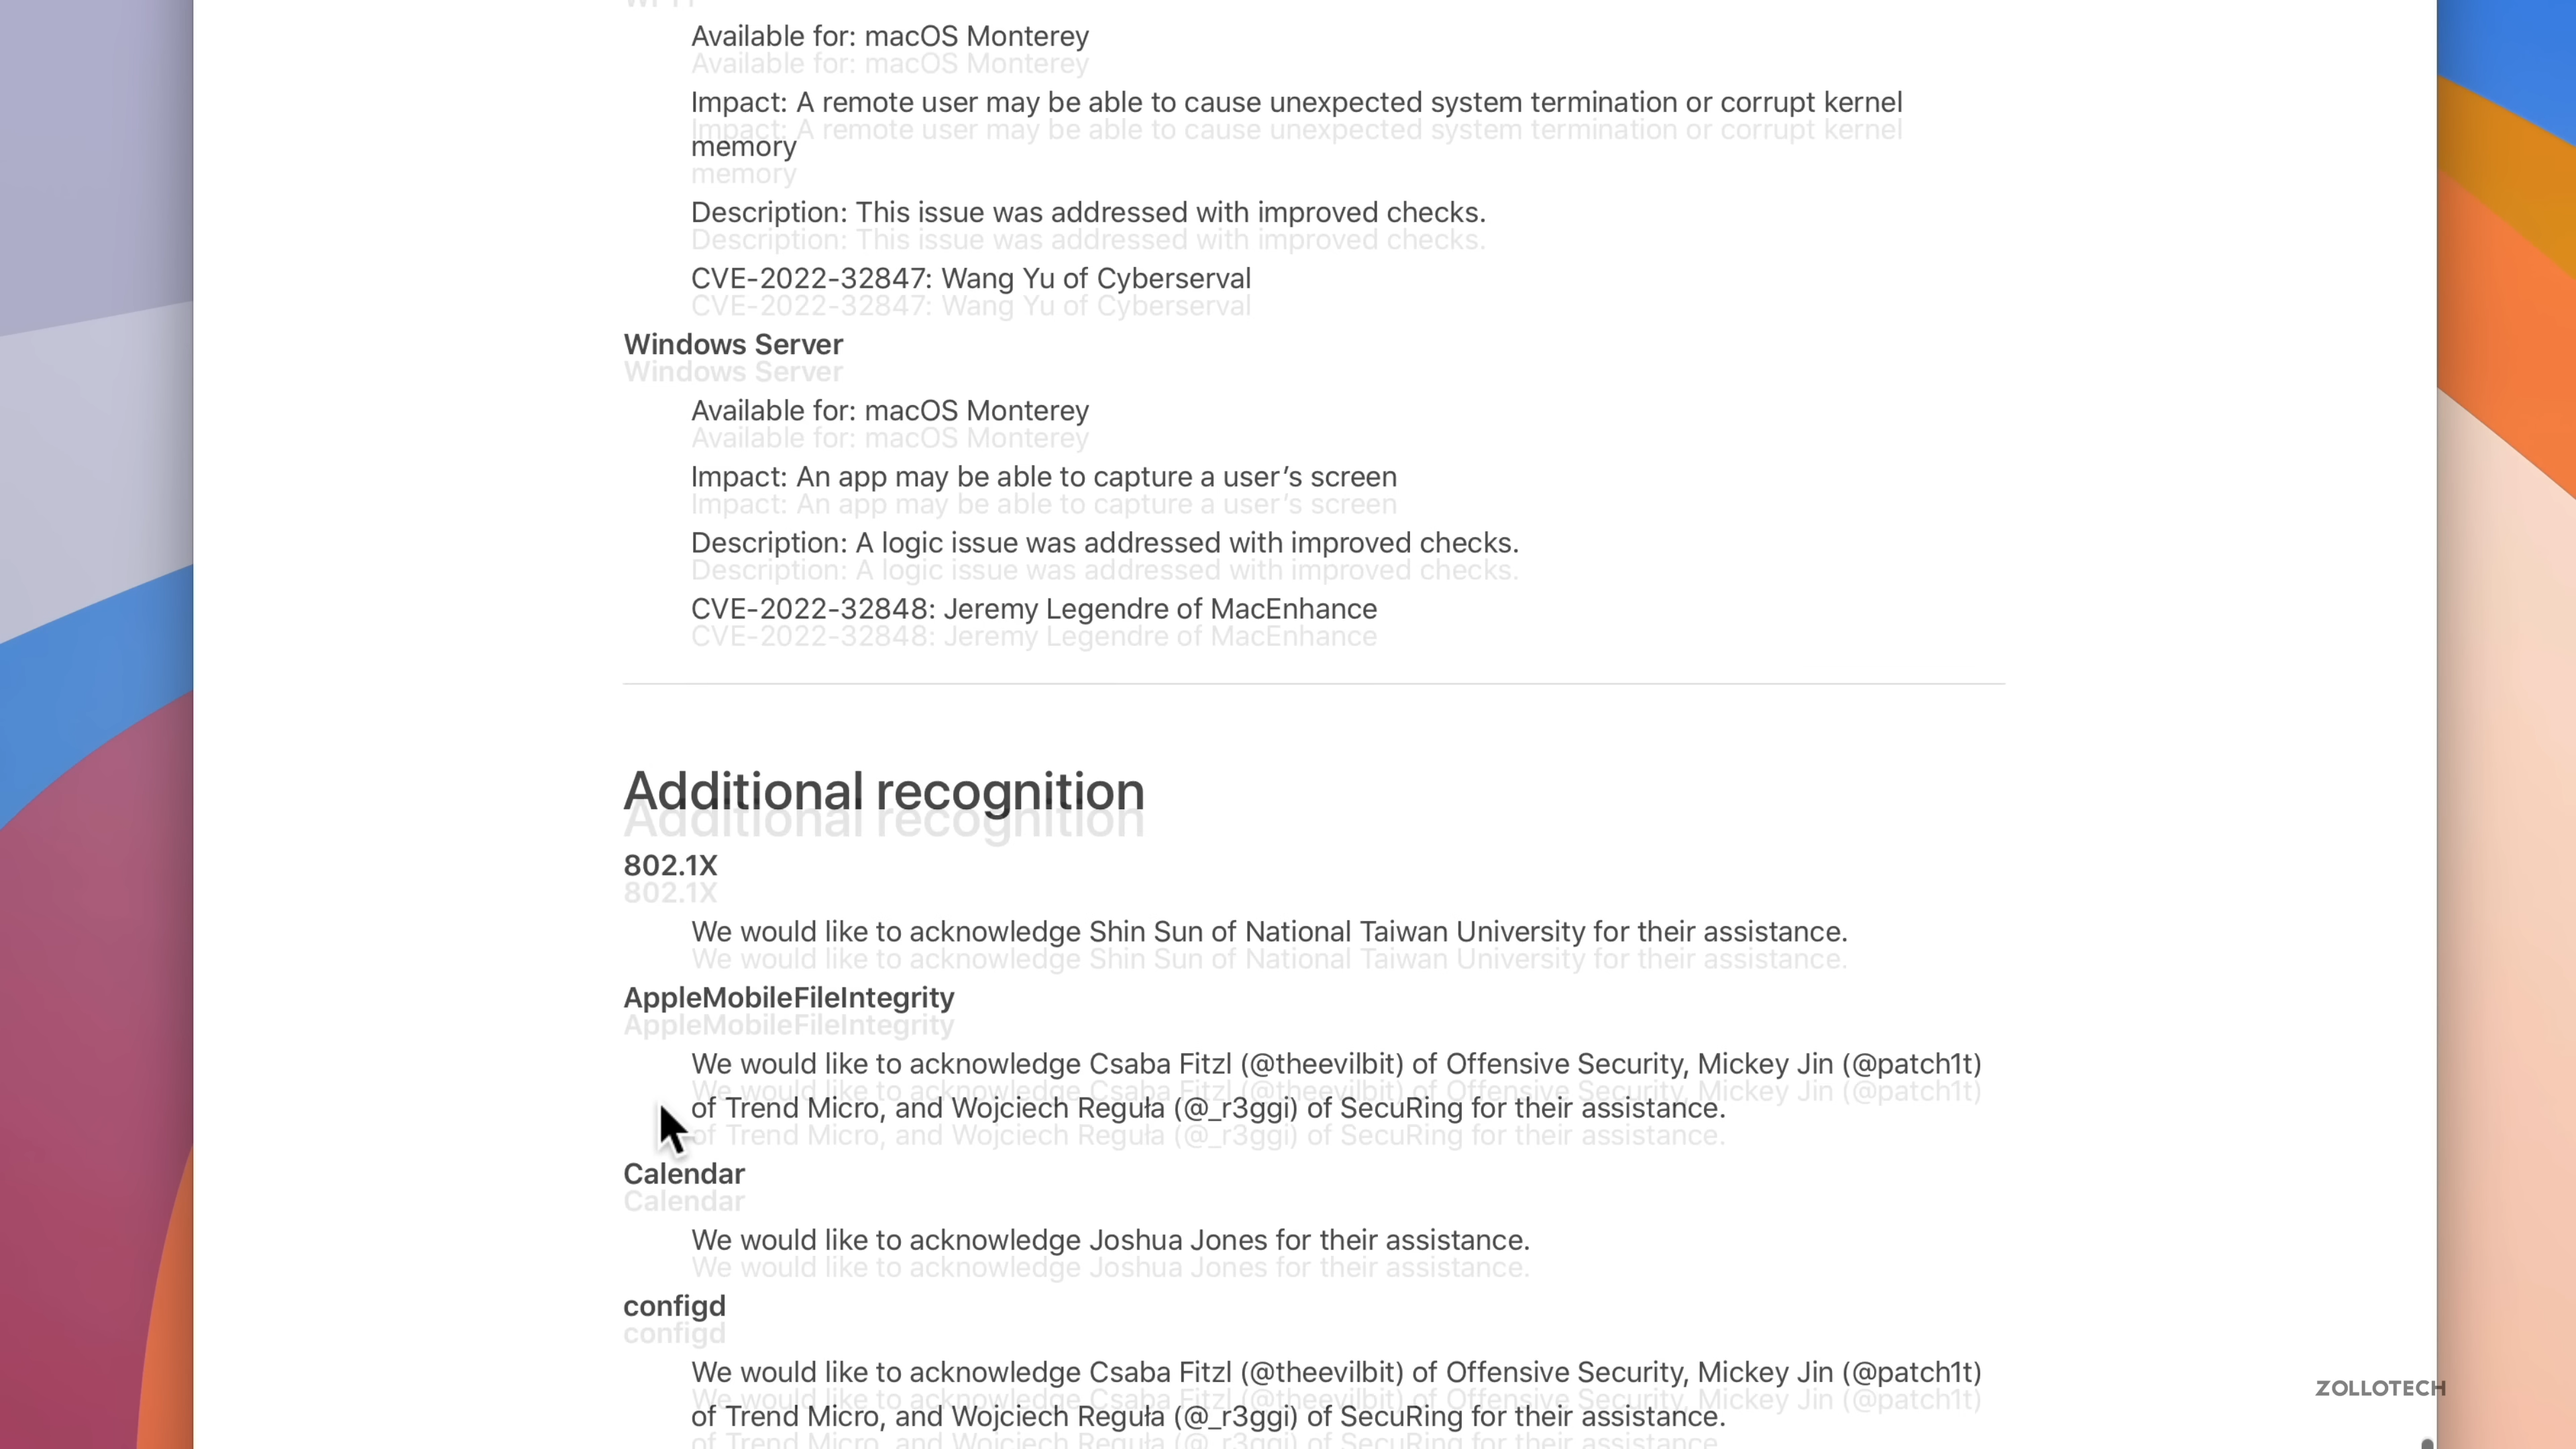 Wi-Fi
Available for: macOS Monterey
Impact: A remote user may be able to cause unexpected system termination or corrupt kernel
memory
Description: This issue was addressed with improved checks.
CVE-2022-32847: Wang Yu of Cyberserval
Windows Server
Available for: macOS Monterey
Impact: An app may be able to capture a user’s screen
Description: A logic issue was addressed with improved checks.
CVE-2022-32848: Jeremy Legendre of MacEnhance
Additional recognition
802.1X
We would like to acknowledge Shin Sun of National Taiwan University for their assistance.
AppleMobileFileIntegrity
We would like to acknowledge Csaba Fitzl (@theevilbit) of Offensive Security, Mickey Jin (@patch1t)
of Trend Micro, and Wojciech Reguła (@_r3ggi) of SecuRing for their assistance.
Calendar
We would like to acknowledge Joshua Jones for their assistance.
configd
We would like to acknowledge Csaba Fitzl (@theevilbit) of Offensive Security, Mickey Jin (@patch1t)
of Trend Micro, and Wojciech Reguła (@_r3ggi) of SecuRing for their assistance.
ZOLLOTECH